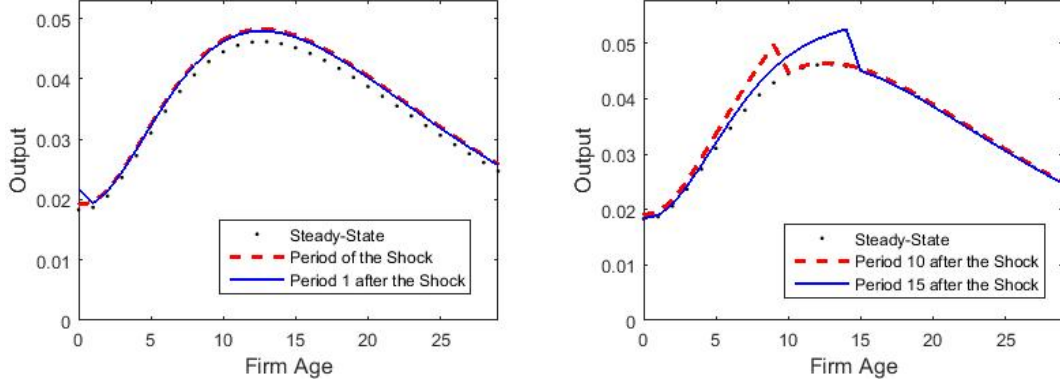 0.05
0.04
0.03
0.02
0.01
0
Output
0 5 10 15 20 25
Firm Age
Steady-State
Period of the Shock
Period 1 after the Shock
0.05
0.04
0.03
0.02
0.01
0
Output
0 5 10 15 20 25
Firm Age
Steady-State
Period 10 after the Shock
Period 15 after the Shock